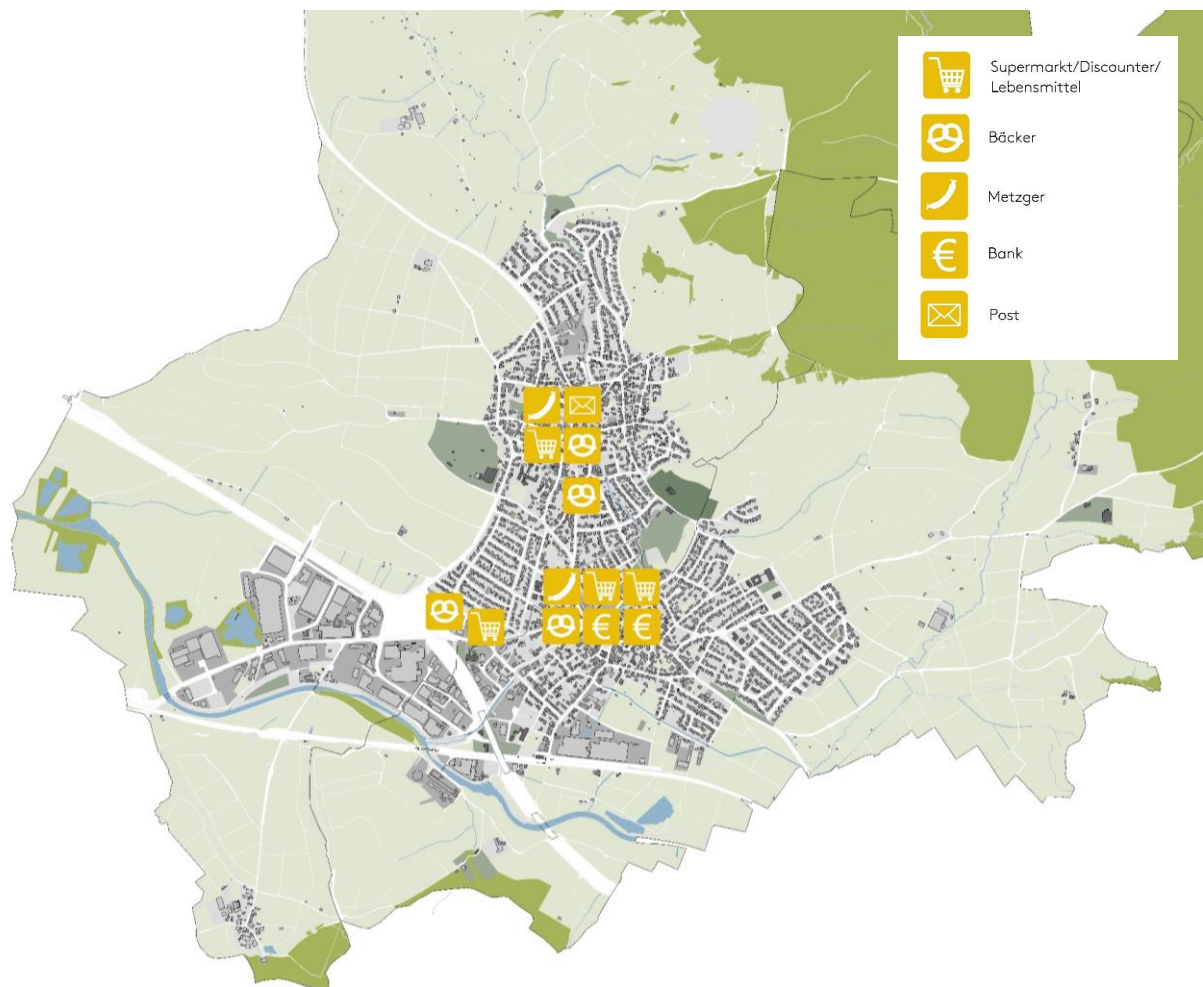 Supermarkt/Discounter/
Lebensmittel
Bäcker
Metzger
Bank
Post